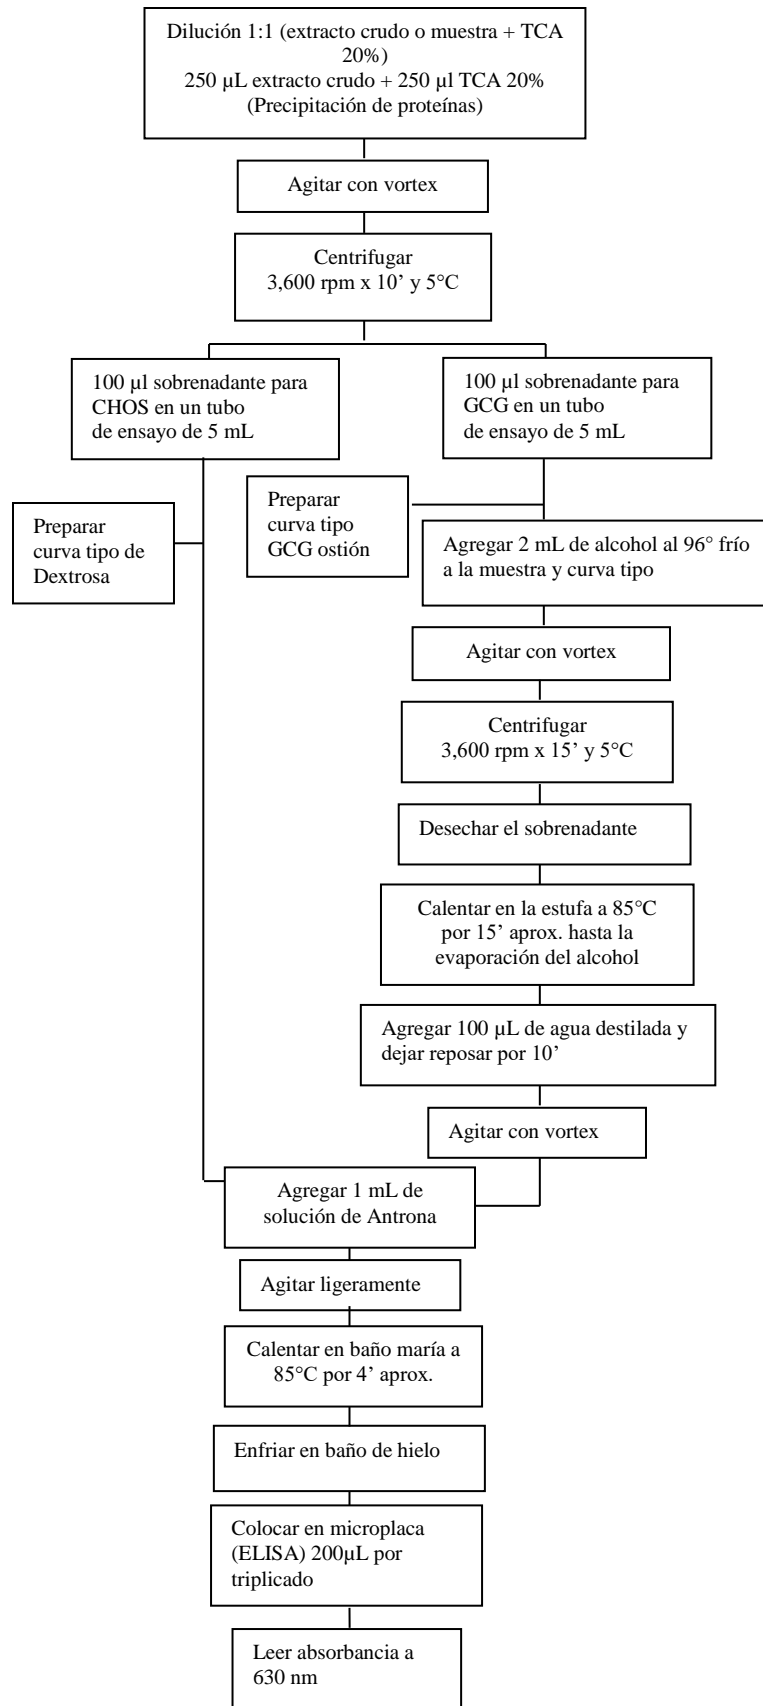 Dilución 1:1 (extracto crudo o muestra + TCA
20%)
250 µL extracto crudo + 250 µl TCA 20%
(Precipitación de proteínas)
Agitar con vortex
Centrifugar
3,600 rpm x 10’ y 5°C
100 µl sobrenadante para
CHOS en un tubo
de ensayo de 5 mL
100 µl sobrenadante para
GCG en un tubo
de ensayo de 5 mL
Preparar
curva tipo de
Dextrosa
Preparar
curva tipo
GCG ostión
Agregar 2 mL de alcohol al 96° frío
a la muestra y curva tipo
Agitar con vortex
Centrifugar
3,600 rpm x 15’ y 5°C
Desechar el sobrenadante
Calentar en la estufa a 85°C
por 15’ aprox. hasta la
evaporación del alcohol
Agregar 100 µL de agua destilada y
dejar reposar por 10’
Agitar con vortex
Agregar 1 mL de
solución de Antrona
Agitar ligeramente
Calentar en baño maría a
85°C por 4’ aprox.
Enfriar en baño de hielo
Colocar en microplaca
(ELISA) 200µL por
triplicado
Leer absorbancia a
630 nm